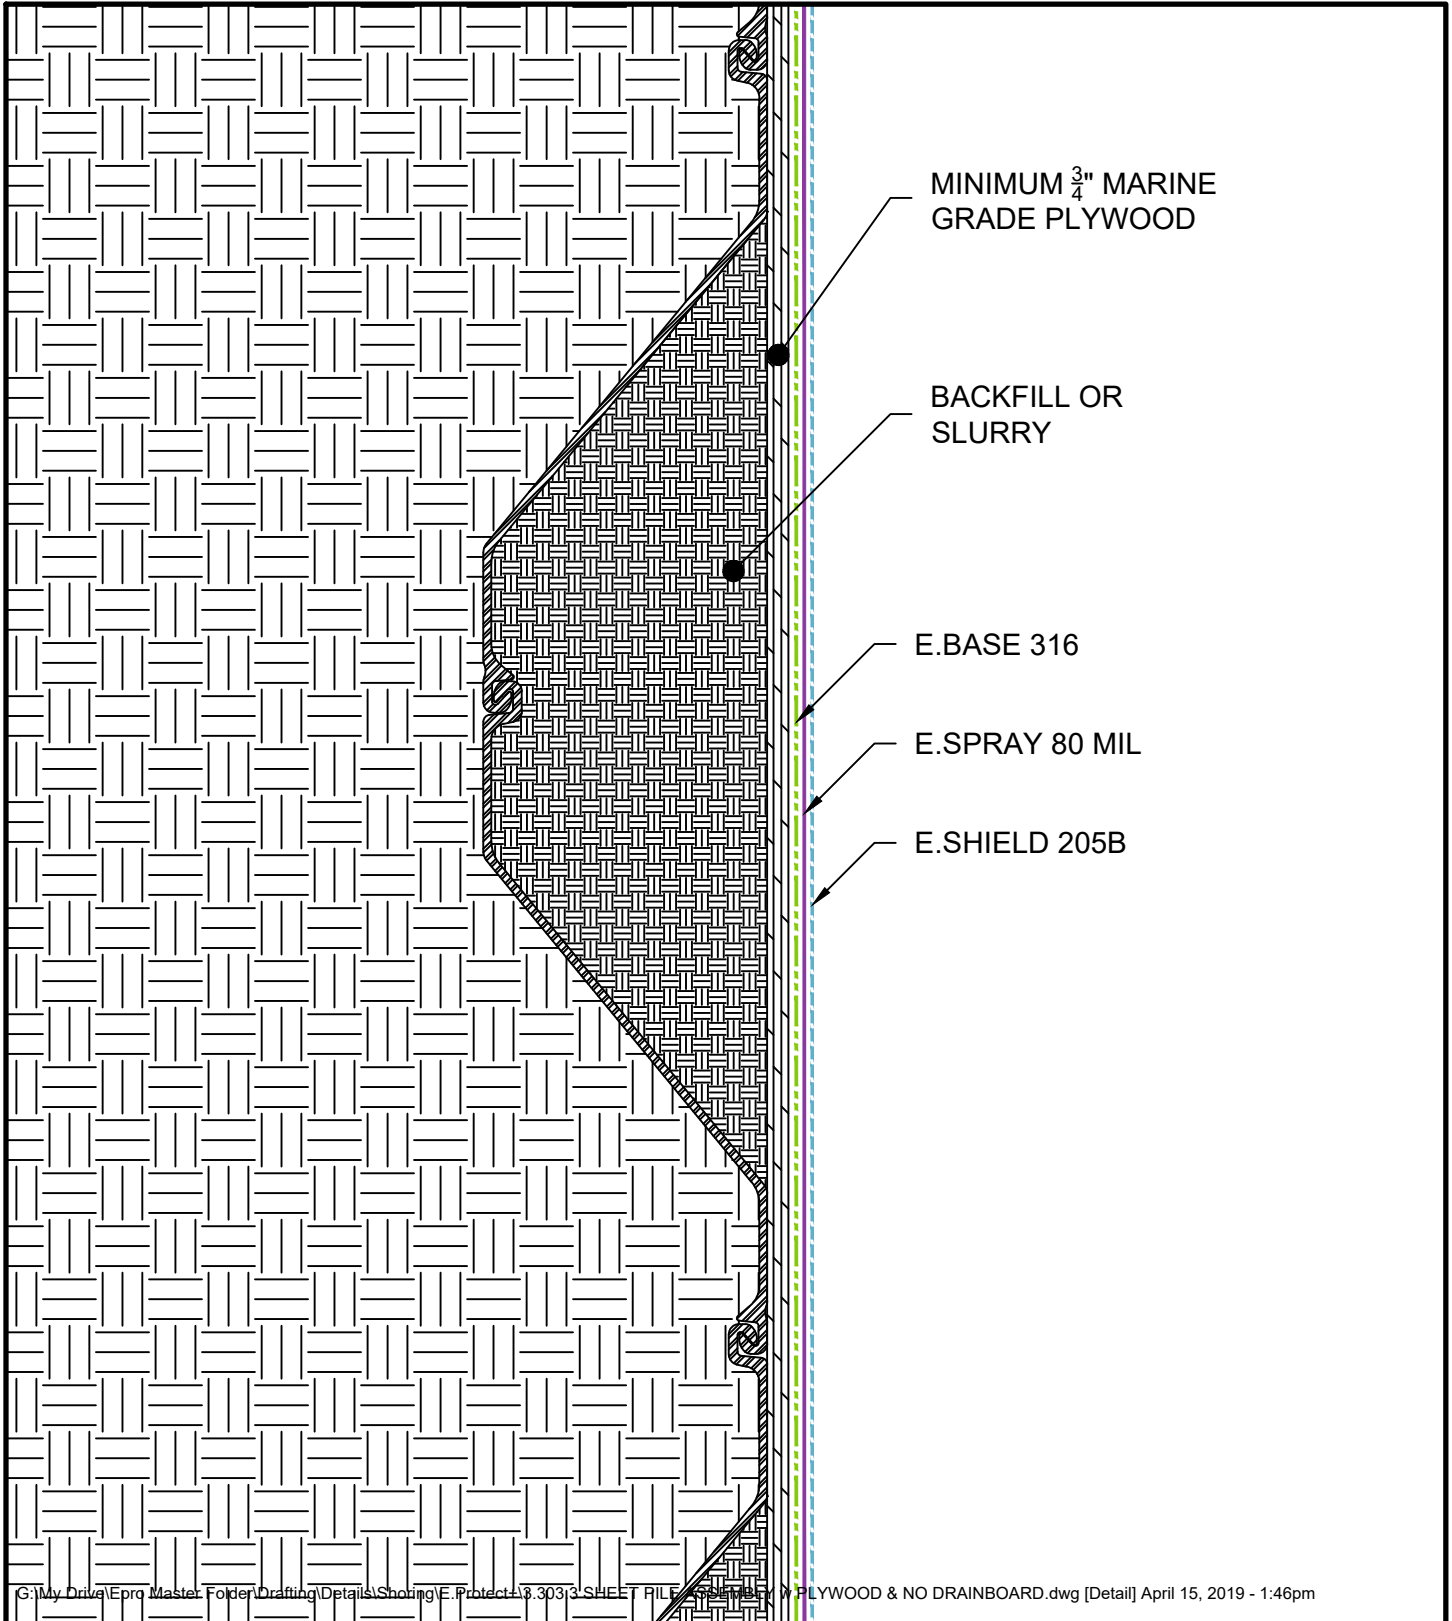 MINIMUM 3/4" MARINE
GRADE PLYWOOD
BACKFILL OR
SLURRY
E.BASE 316
E.SPRAY 80 MIL
E.SHIELD 205B
G:\My Drive\Epro Master Folder\Drafting\Details\Shoring\E.Protect+\3.303.3 SHEET PILE ASSEMBLY w PLYWOOD & NO DRAINBOARD.dwg [Detail] April 15, 2019 - 1:46pm